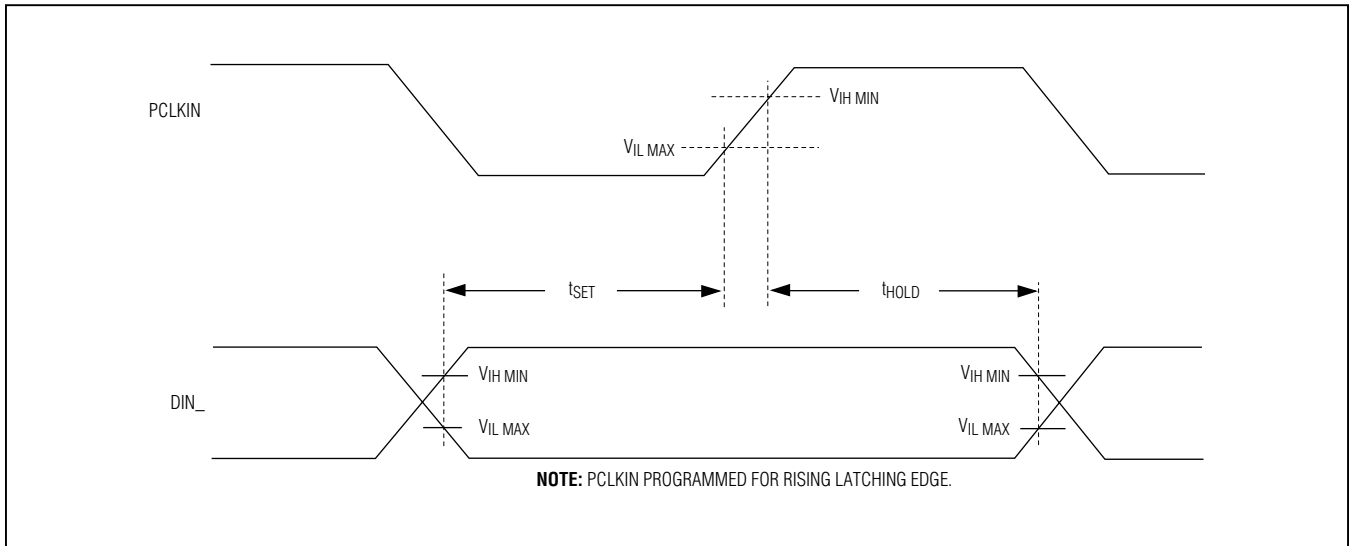 PCLKIN
VIH MIN
VIL MAX
tSET
tHOLD
DIN_
VIH MIN
VIH MIN
VIL MAX
VIL MAX
NOTE: PCLKIN PROGRAMMED FOR RISING LATCHING EDGE.